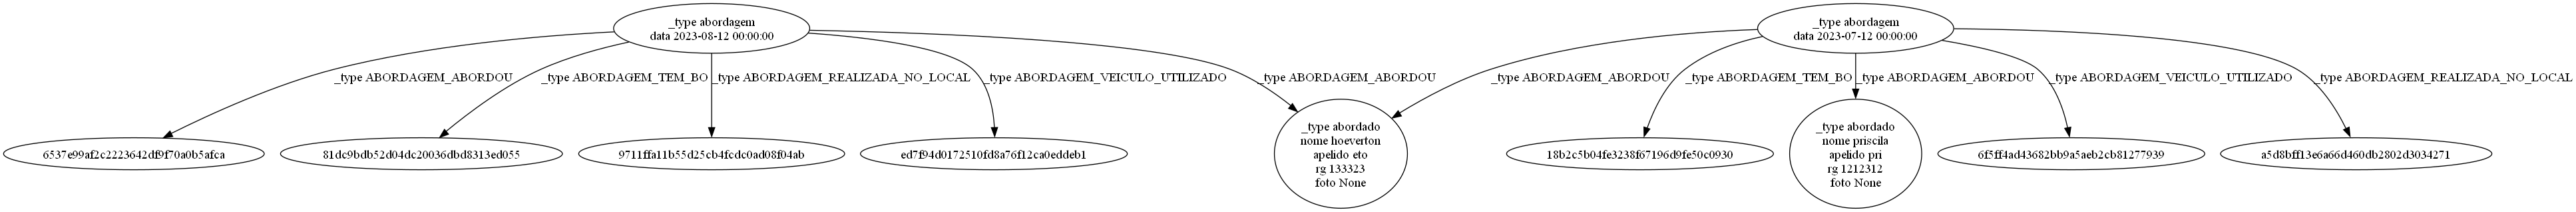 _type abordagem
data 2023-08-12 00:00:00
_type abordagem
data 2023-07-12 00:00:00
_type ABORDAGEM_ABORDOU
_type ABORDAGEM_TEM_BO
_type ABORDAGEM_REALIZADA_NO_LOCAL
_type ABORDAGEM_VEICULO_UTILIZADO
_type ABORDAGEM_ABORDOU
_type ABORDAGEM_ABORDOU
_type ABORDAGEM_TEM_BO
_type ABORDAGEM_ABORDOU
_type ABORDAGEM_VEICULO_UTILIZADO
_type ABORDAGEM_REALIZADA_NO_LOCAL
6537e99af2c2223642df9f70a0b5afca
81dc9bdb52d04dc20036dbd8313ed055
9711ffa11b55d25cb4fcdc0ad08f04ab
ed7f94d0172510fd8a76f12ca0eddeb1
_type abordado
nome hoeverton
apelido eto
rg 133323
foto None
18b2c5b04fe3238f67196d9fe50c0930
_type abordado
nome priscila
apelido pri
rg 1212312
foto None
6f5ff4ad43682bb9a5aeb2cb81277939
a5d8bff13e6a66d460db2802d3034271